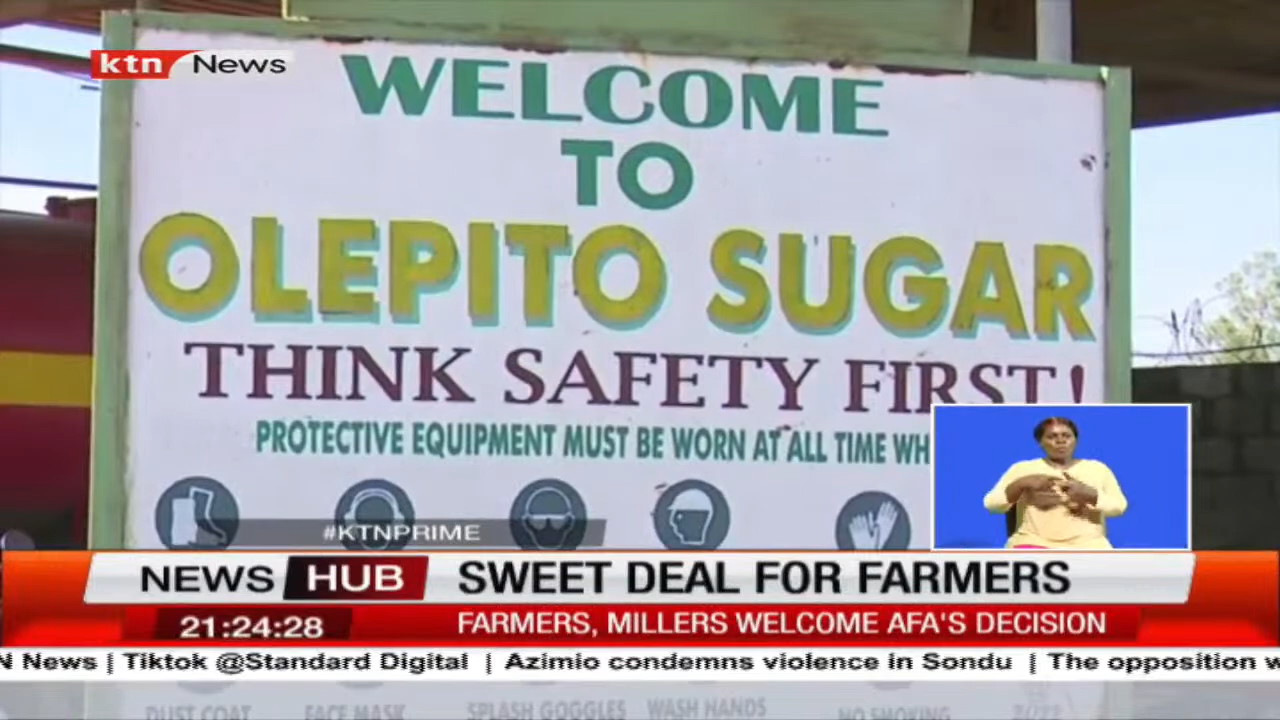 ktn News
WELCOME
TO
OLEPITO SUGAR
THINK SAFETY FIRST!
PROTECTIVE EQUIPMENT MUST BE WORN AT ALL TIME
#KTNPRIME
NEWS HUB SWEET DEAL FOR FARMERS
21:24:28 FARMERS, MILLERS WELCOME AFA'S DECISION
N News | Tiktok @Standard Digital | Azimio condemns violence in Sondu | The opposition w
DUST COAT FACE MASK SPLASH GOGGLES WASH HANDS NO SMOKING